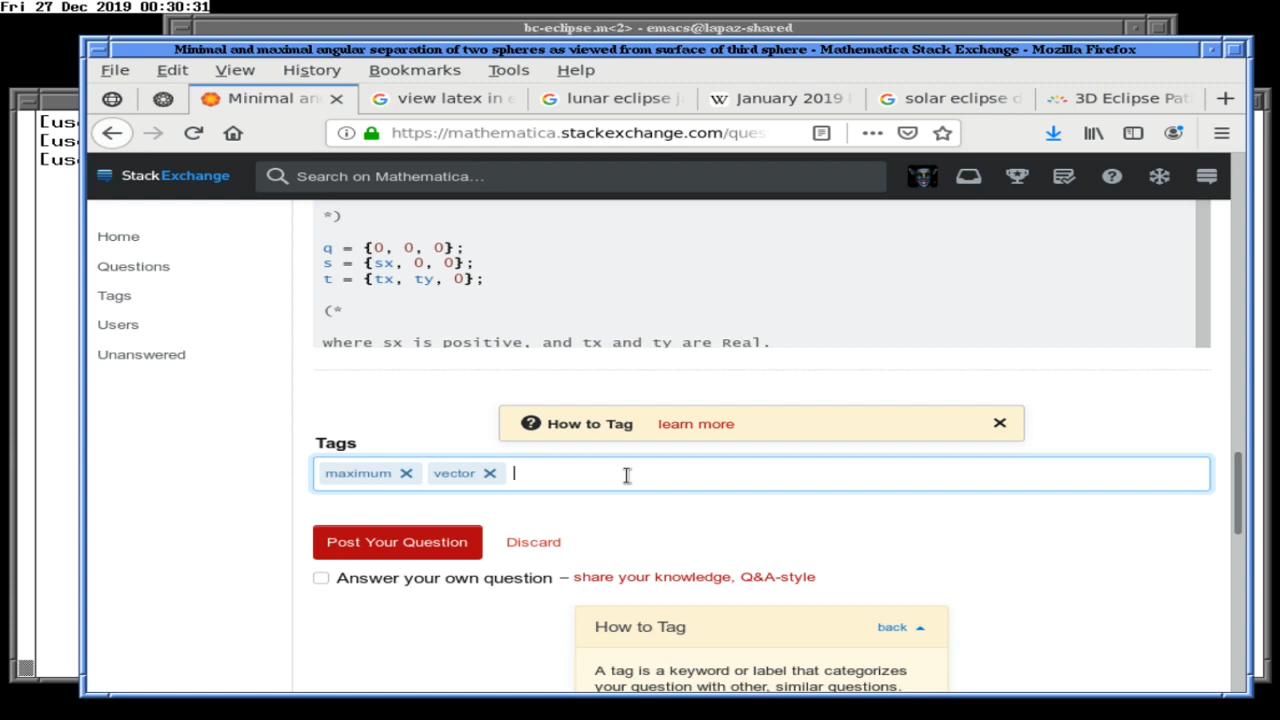 Fri 27 Dec 2019 00:30:31
bc-eclipse.m<2> - emacs@lapaz-shared
Minimal and maximal angular separation of two spheres as viewed from surface of third sphere - Mathematica Stack Exchange - Mozilla Firefox
File Edit View History Bookmarks Tools Help
Minimal an view latex in e lunar eclipse j January 2019 solar eclipse d 3D Eclipse Pat
https://mathematica.stackexchange.com/ques
StackExchange Search on Mathematica...
[us
[us
[us
Home
Questions
Tags
Users
Unanswered
*)
q = {0, 0, 0};
s = {sx, 0, 0};
t = {tx, ty, 0};
(*
where sx is positive, and tx and ty are Real.
How to Tag learn more
Tags
maximum vector
Post Your Question Discard
Answer your own question – share your knowledge, Q&A-style
How to Tag back
A tag is a keyword or label that categorizes
your question with other, similar questions.